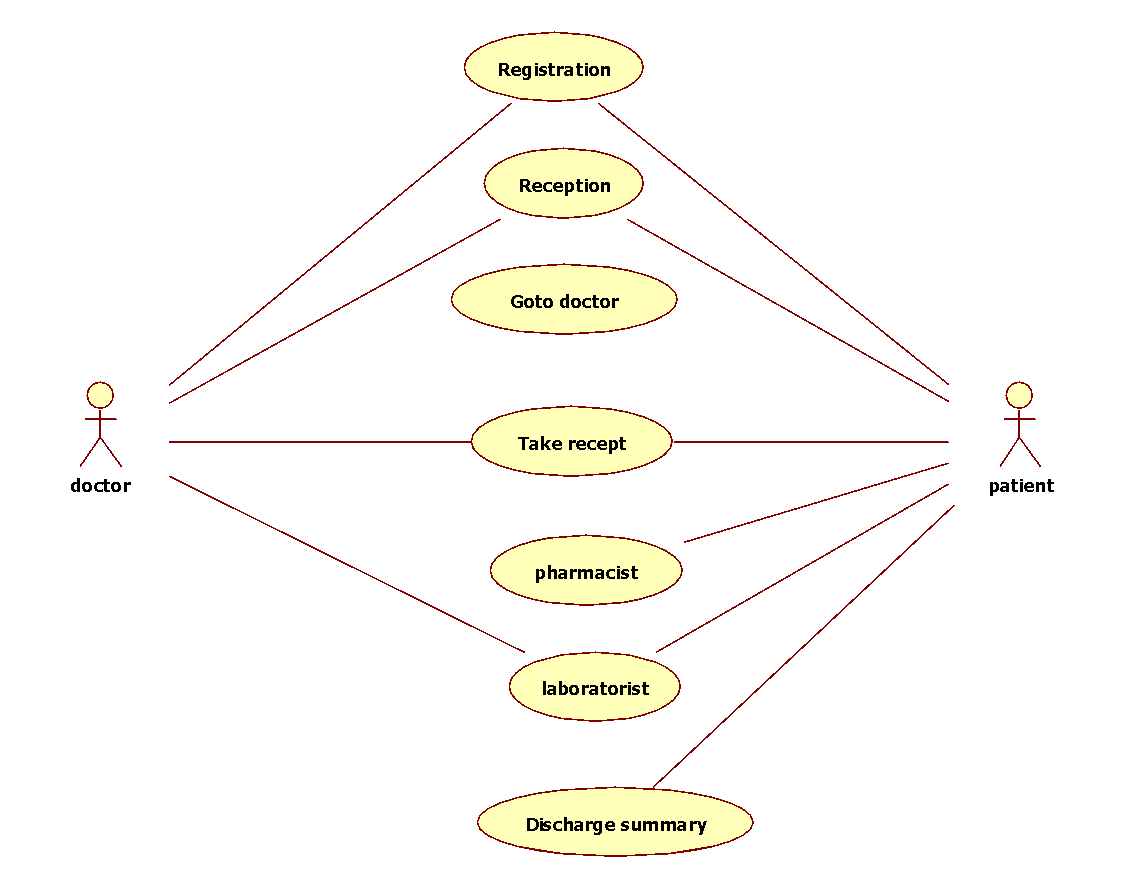 Registration
Reception
Goto doctor
Take recept
doctor
patient
pharmacist
laboratorist
Discharge summary